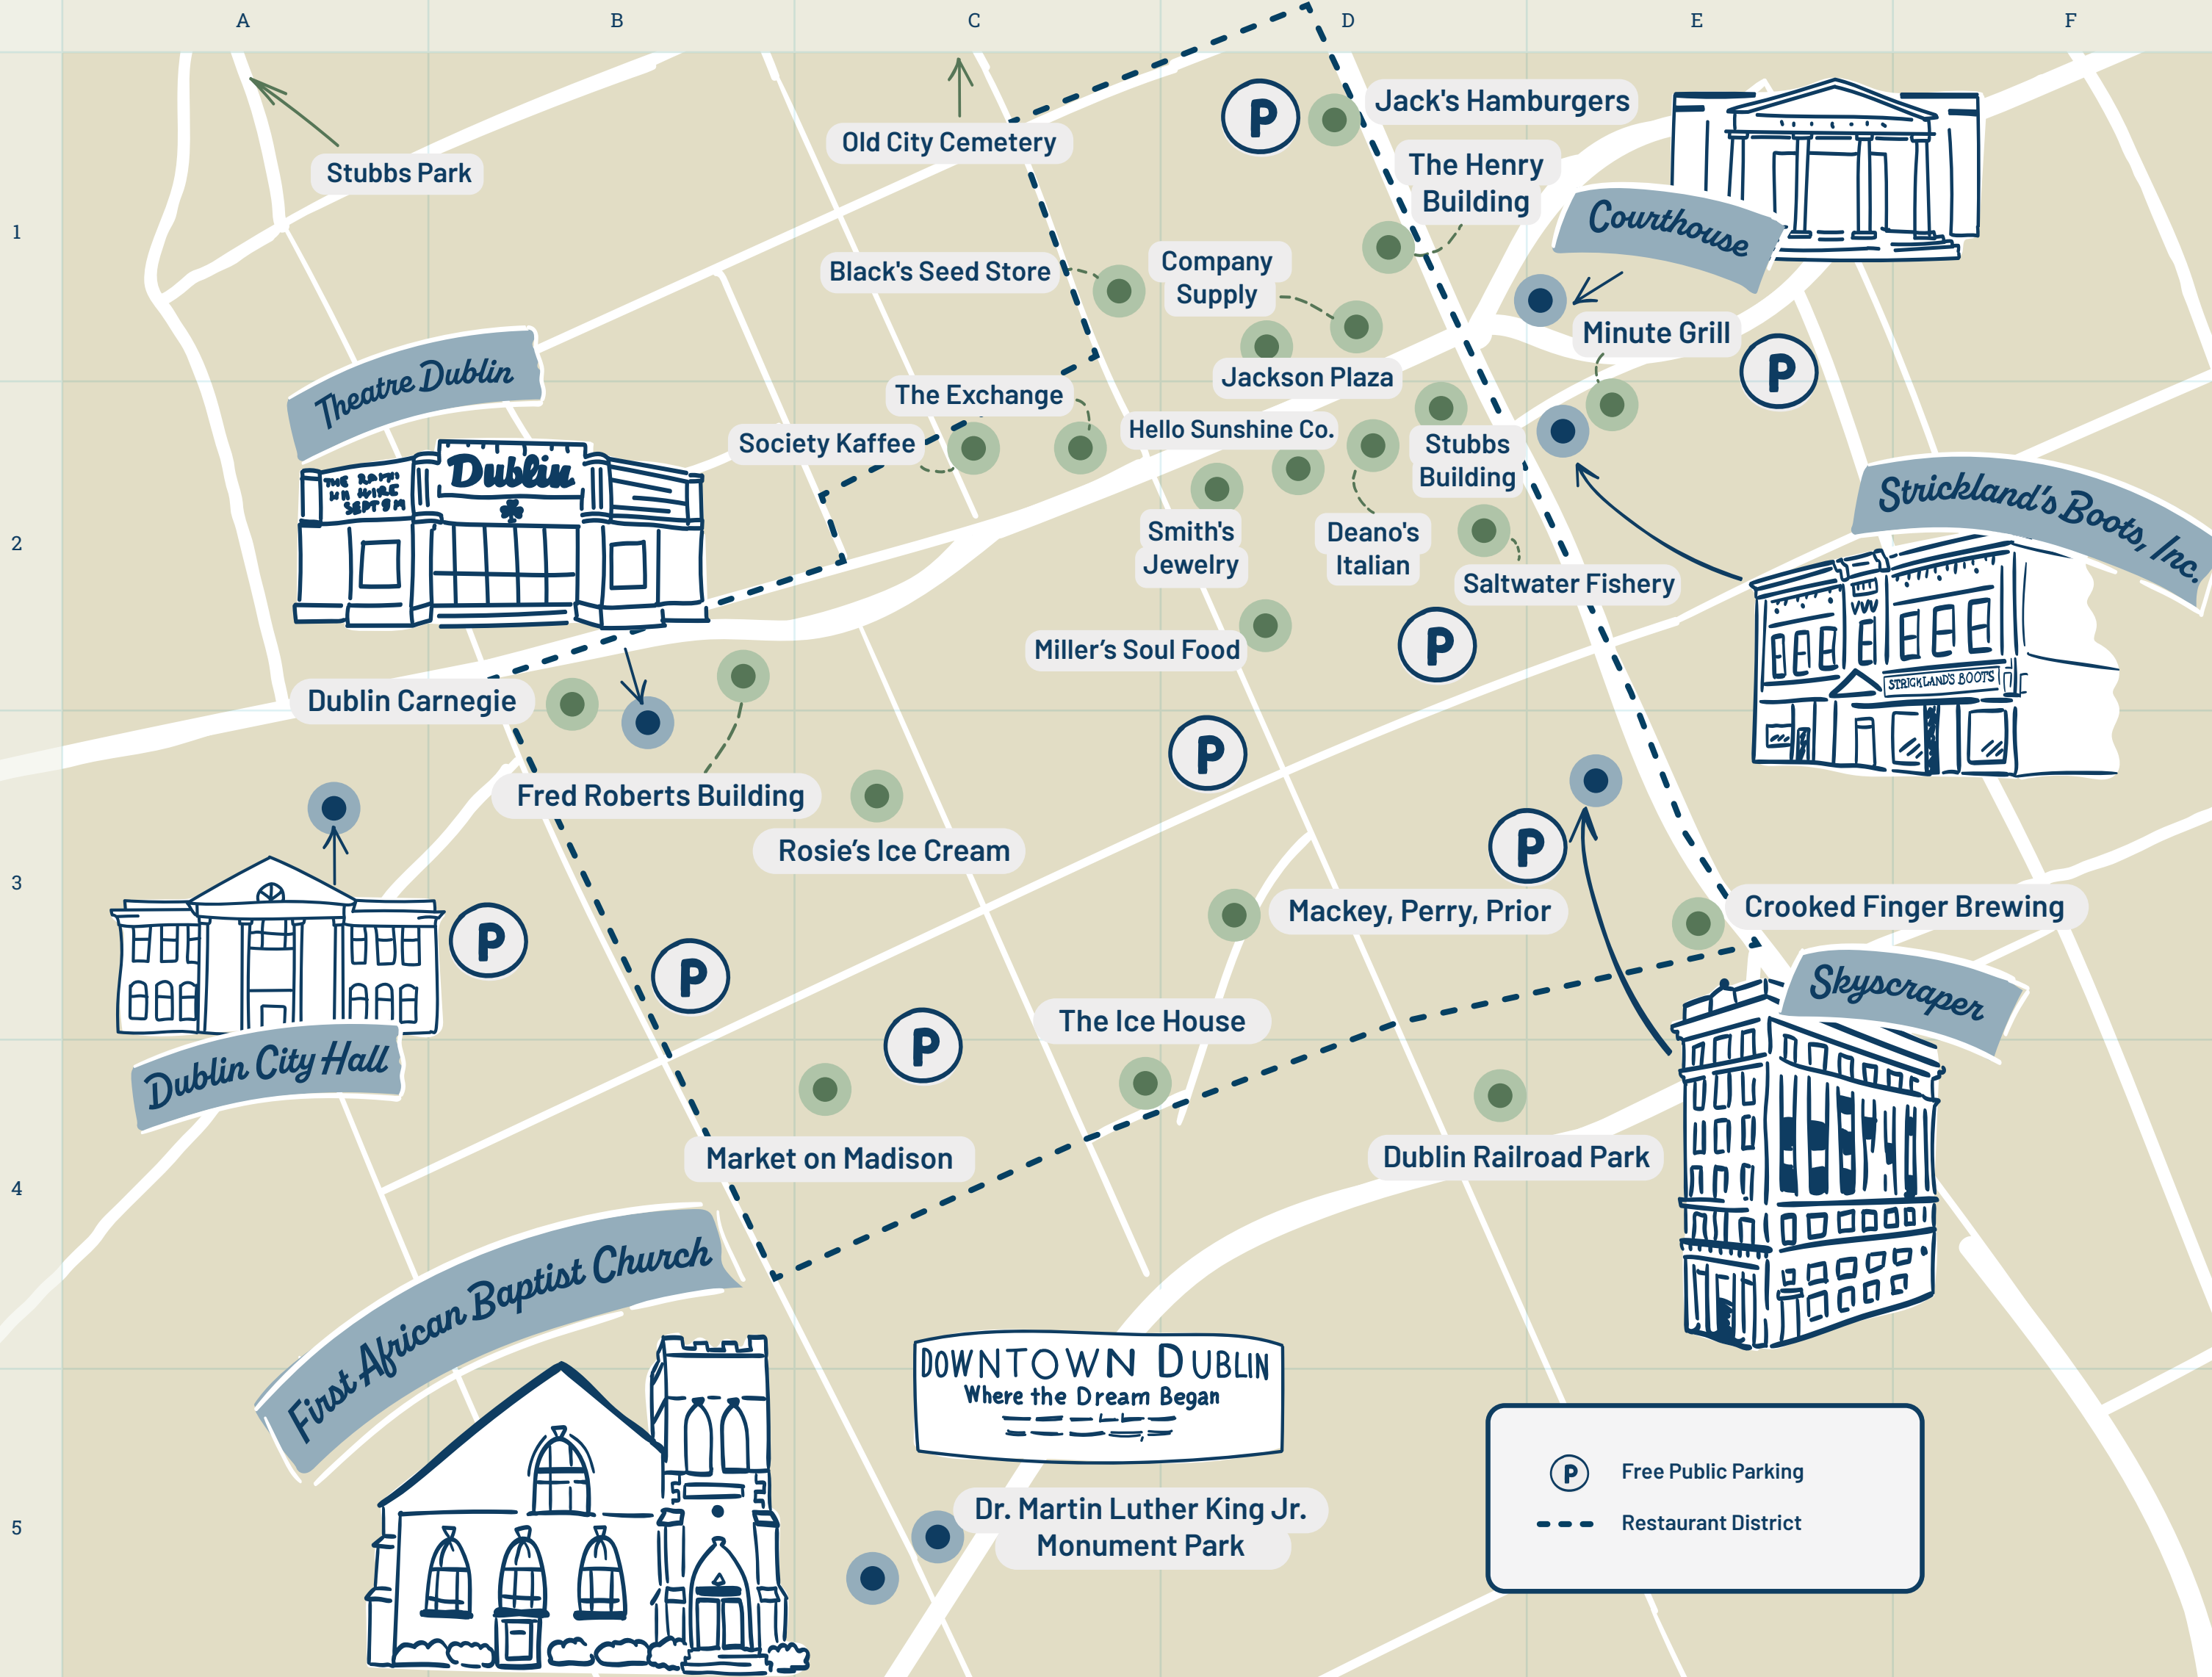 A
B
C
D
E
F
1
2
3
4
5
Stubbs Park
Old City Cemetery
P
Jack's Hamburgers
The Henry
Building
Courthouse
Black's Seed Store
Company
Supply
Minute Grill
P
Theatre Dublin
Jackson Plaza
The Exchange
Hello Sunshine Co.
Society Kaffee
Stubbs
Building
Dublin
Strickland's Boots, Inc.
Smith's
Jewelry
Deano's
Italian
Saltwater Fishery
Miller's Soul Food
P
STRICKLAND'S BOOTS
Dublin Carnegie
P
Fred Roberts Building
Rosie's Ice Cream
P
Mackey, Perry, Prior
Crooked Finger Brewing
P
P
Skyscraper
The Ice House
P
Dublin City Hall
Market on Madison
Dublin Railroad Park
First African Baptist Church
DOWNTOWN DUBLIN
Where the Dream Began
Dr. Martin Luther King Jr.
Monument Park
P Free Public Parking
Restaurant District